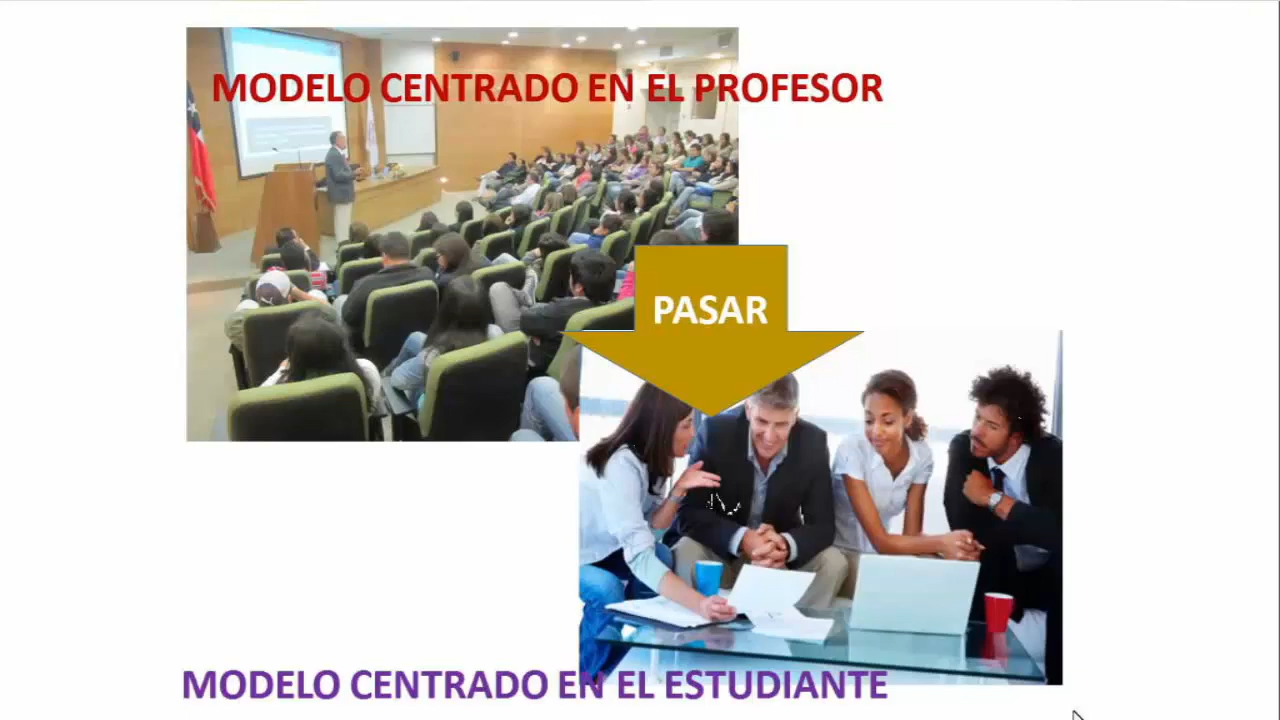 MODELO CENTRADO EN EL PROFESOR
PASAR
MODELO CENTRADO EN EL ESTUDIANTE